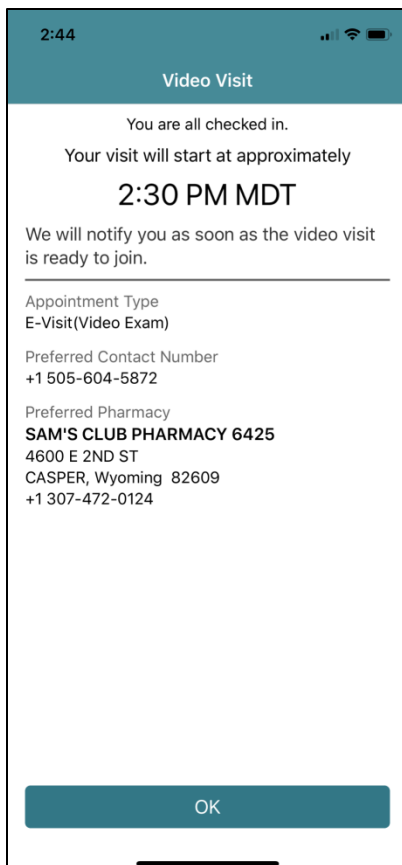 2:44
Video Visit
You are all checked in.
Your visit will start at approximately
2:30 PM MDT
We will notify you as soon as the video visit
is ready to join.
Appointment Type
E-Visit(Video Exam)
Preferred Contact Number
+1 505-604-5872
Preferred Pharmacy
SAM'S CLUB PHARMACY 6425
4600 E 2ND ST
CASPER, Wyoming  82609
+1 307-472-0124
OK